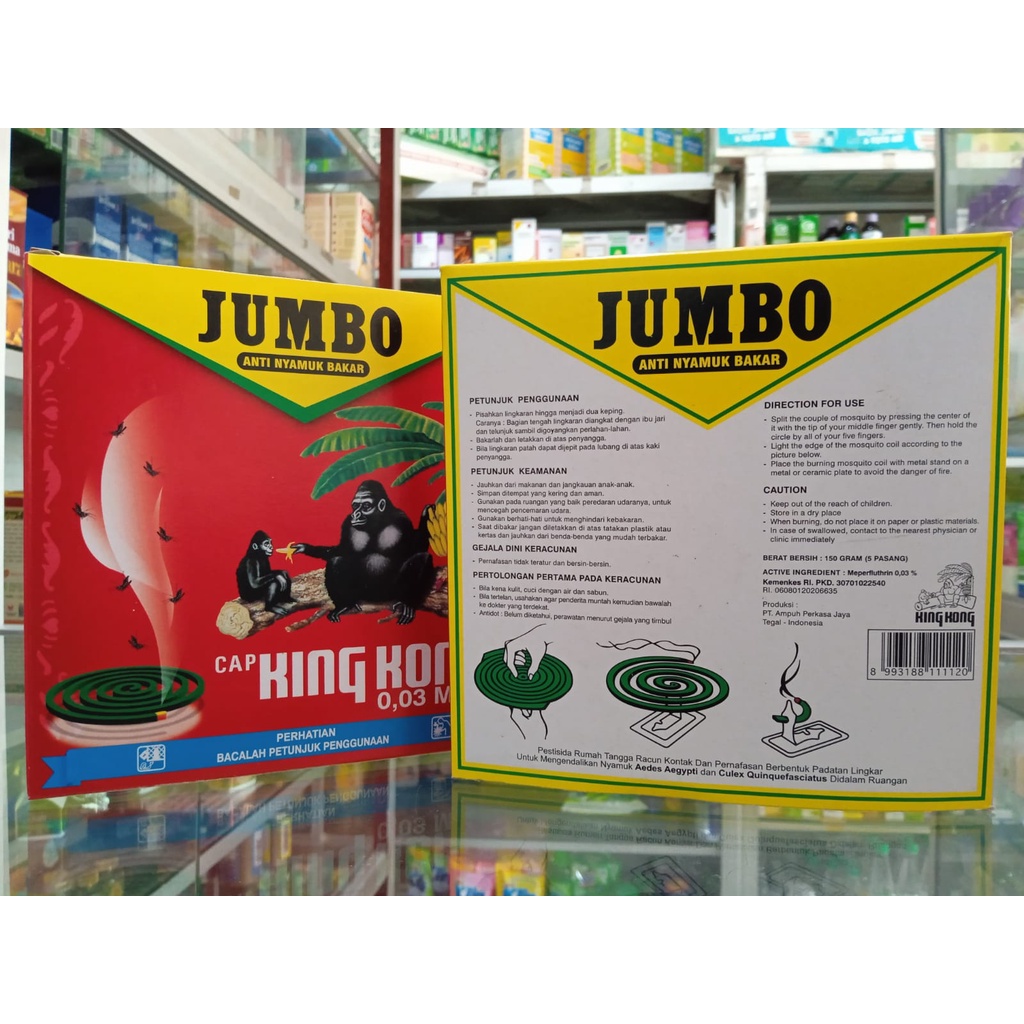 JUMBO
ANTI NYAMUK BAKAR
CAP KING KON
0,03 M
PERHATIAN
BACALAH PETUNJUK PENGGUNAAN
JUMBO
ANTI NYAMUK BAKAR
PETUNJUK PENGGUNAAN
- Pisahkan lingkaran hingga menjadi dua keping.
Caranya : Bagian tengah lingkaran diangkat dengan ibu jari
dan telunjuk sambil digoyangkan perlahan-lahan.
- Bakarlah dan letakkan di atas penyangga.
- Bila lingkaran patah dapat dijepit pada lubang di atas kaki
penyangga.
PETUNJUK KEAMANAN
- Jauhkan dari makanan dan jangkauan anak-anak.
- Simpan ditempat yang kering dan aman.
- Gunakan pada ruangan yang baik peredaran udaranya, untuk
mencegah pencemaran udara.
- Gunakan berhati-hati untuk menghindari kebakaran.
- Saat dibakar jangan diletakkan di atas tatakan plastik atau
kertas dan jauhkan dari benda-benda yang mudah terbakar.
GEJALA DINI KERACUNAN
- Pernafasan tidak teratur dan bersin-bersin.
PERTOLONGAN PERTAMA PADA KERACUNAN
- Bila kena kulit, cuci dengan air dan sabun.
- Bila tertelan, usahakan agar penderita muntah kemudian bawalah
ke dokter yang terdekat.
- Antidot : Belum diketahui, perawatan menurut gejala yang timbul
DIRECTION FOR USE
- Split the couple of mosquito by pressing the center of
it with the tip of your middle finger gently. Then hold the
circle by all of your five fingers.
- Light the edge of the mosquito coil according to the
picture below.
- Place the burning mosquito coil with metal stand on a
metal or ceramic plate to avoid the danger of fire.
CAUTION
- Keep out of the reach of children.
- Store in a dry place
- When burning, do not place it on paper or plastic materials.
- In case of swallowed, contact to the nearest physician or
clinic immediately
BERAT BERSIH : 150 GRAM (5 PASANG)
ACTIVE INGREDIENT : Meperfluthrin 0,03 %
Kemenkes RI. PKD. 30701022540
RI. 06080120206635
Produksi :
PT. Ampuh Perkasa Jaya
Tegal - Indonesia
KING KONG
8 993188 111120
Pestisida Rumah Tangga Racun Kontak Dan Pernafasan Berbentuk Padatan Lingkar
Untuk Mengendalikan Nyamuk Aedes Aegypti dan Culex Quinquefasciatus Didalam Ruangan